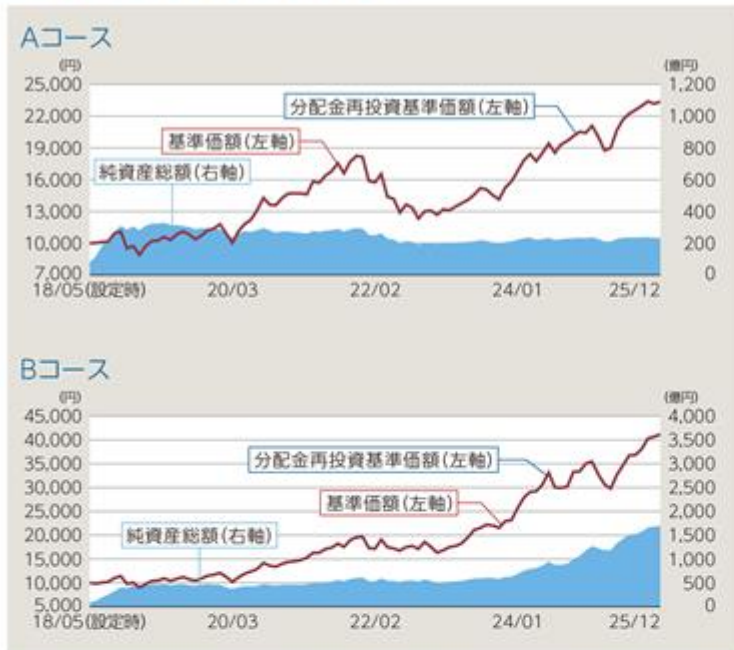 Aコース
(円) (億円)
25,000 1,200
22,000 1,000
分配金再投資基準価額(左軸)
19,000 800
基準価額(左軸)
16,000 600
純資産総額(右軸)
13,000 400
10,000 200
7,000 0
18/05(設定時) 20/03 22/02 24/01 25/12
Bコース
(円) (億円)
45,000 4,000
40,000 3,500
35,000 3,000
分配金再投資基準価額(左軸)
30,000 2,500
基準価額(左軸)
25,000 2,000
20,000 1,500
純資産総額(右軸)
15,000 1,000
10,000 500
5,000 0
18/05(設定時) 20/03 22/02 24/01 25/12